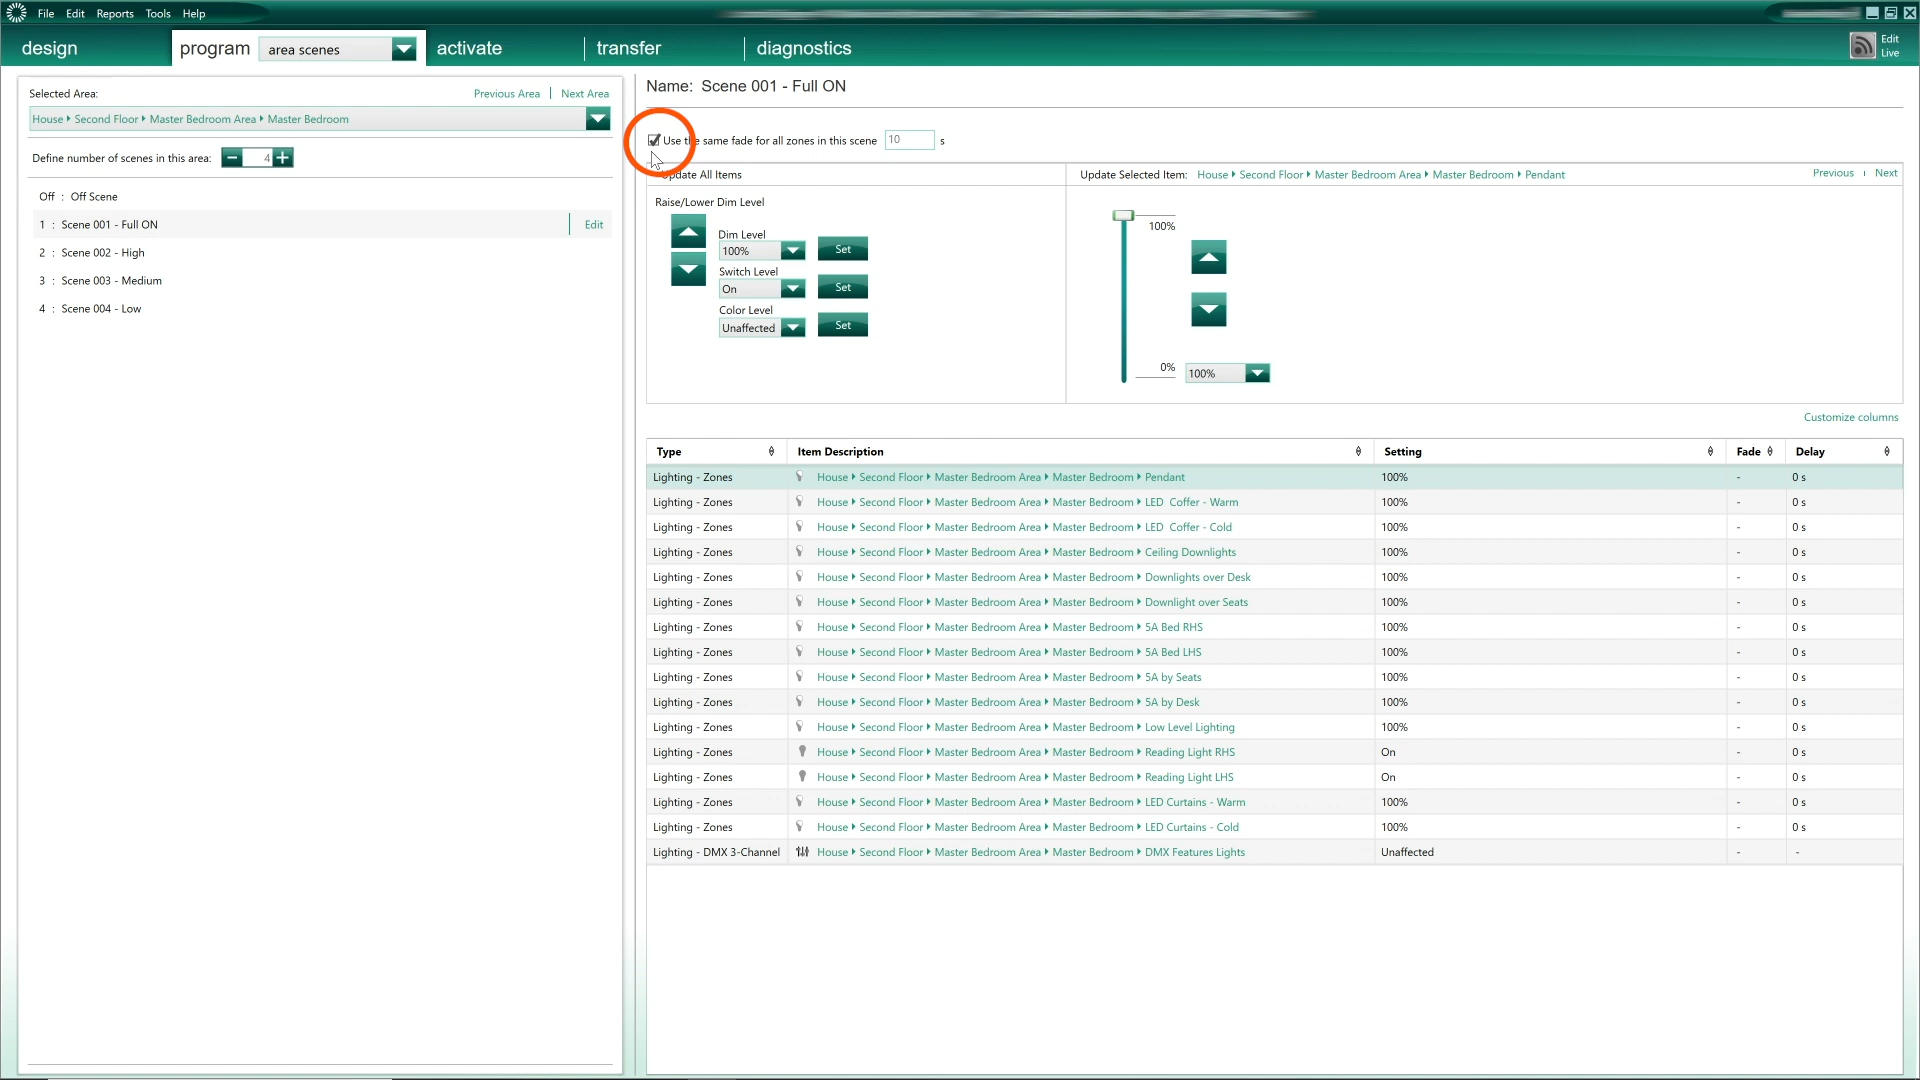 File Edit Reports Tools Help
design program area scenes activate transfer diagnostics Edit Live
Selected Area: Previous Area Next Area
House Second Floor Master Bedroom Area Master Bedroom
Define number of scenes in this area: 4
Off : Off Scene
1 : Scene 001 - Full ON Edit
2 : Scene 002 - High
3 : Scene 003 - Medium
4 : Scene 004 - Low
Name: Scene 001 - Full ON
Use the same fade for all zones in this scene 10 s
Update All Items
Raise/Lower Dim Level
Dim Level
100% Set
Switch Level
On Set
Color Level
Unaffected Set
Update Selected Item: House Second Floor Master Bedroom Area Master Bedroom Pendant Previous Next
100%
0% 100%
Customize columns
Type Item Description Setting Fade Delay
Lighting - Zones House Second Floor Master Bedroom Area Master Bedroom Pendant 100% - 0 s
Lighting - Zones House Second Floor Master Bedroom Area Master Bedroom LED Coffer - Warm 100% - 0 s
Lighting - Zones House Second Floor Master Bedroom Area Master Bedroom LED Coffer - Cold 100% - 0 s
Lighting - Zones House Second Floor Master Bedroom Area Master Bedroom Ceiling Downlights 100% - 0 s
Lighting - Zones House Second Floor Master Bedroom Area Master Bedroom Downlights over Desk 100% - 0 s
Lighting - Zones House Second Floor Master Bedroom Area Master Bedroom Downlight over Seats 100% - 0 s
Lighting - Zones House Second Floor Master Bedroom Area Master Bedroom 5A Bed RHS 100% - 0 s
Lighting - Zones House Second Floor Master Bedroom Area Master Bedroom 5A Bed LHS 100% - 0 s
Lighting - Zones House Second Floor Master Bedroom Area Master Bedroom 5A by Seats 100% - 0 s
Lighting - Zones House Second Floor Master Bedroom Area Master Bedroom 5A by Desk 100% - 0 s
Lighting - Zones House Second Floor Master Bedroom Area Master Bedroom Low Level Lighting 100% - 0 s
Lighting - Zones House Second Floor Master Bedroom Area Master Bedroom Reading Light RHS On - 0 s
Lighting - Zones House Second Floor Master Bedroom Area Master Bedroom Reading Light LHS On - 0 s
Lighting - Zones House Second Floor Master Bedroom Area Master Bedroom LED Curtains - Warm 100% - 0 s
Lighting - Zones House Second Floor Master Bedroom Area Master Bedroom LED Curtains - Cold 100% - 0 s
Lighting - DMX 3-Channel House Second Floor Master Bedroom Area Master Bedroom DMX Features Lights Unaffected - -